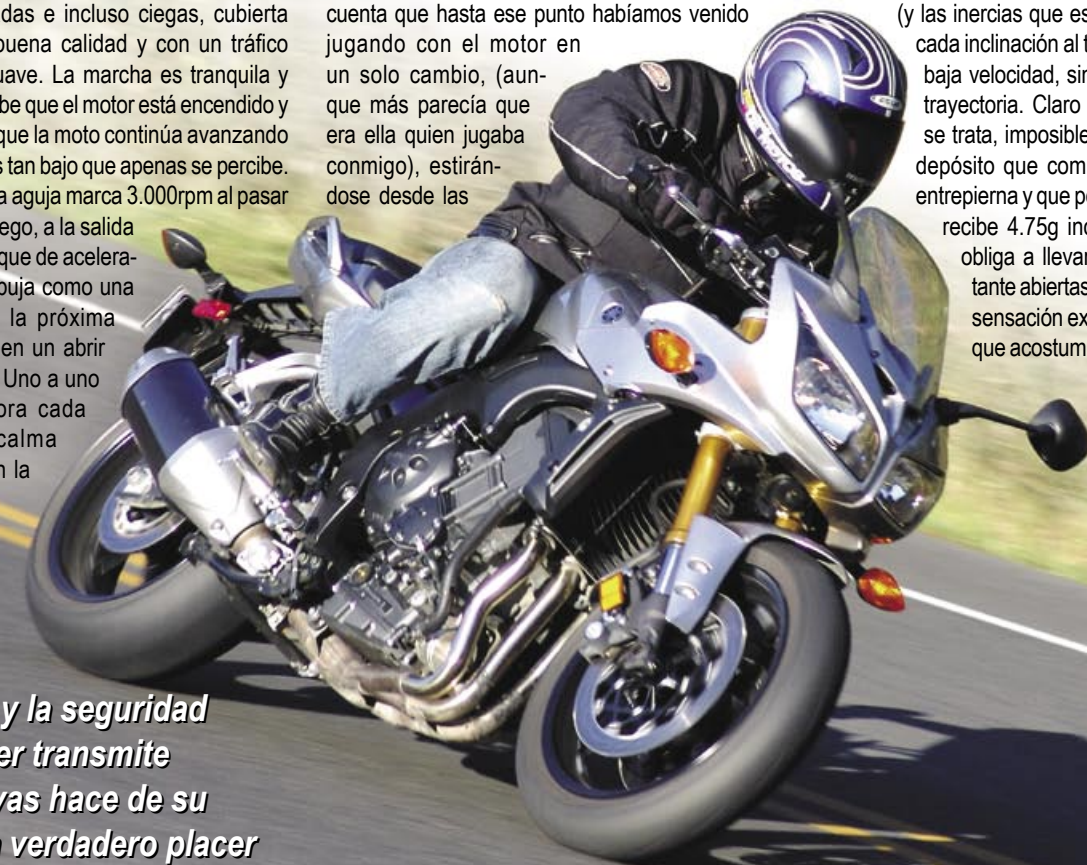 das e incluso ciegas, cubierta
buena calidad y con un tráfico
uave. La marcha es tranquila y
be que el motor está encendido y
que la moto continúa avanzando
s tan bajo que apenas se percibe.
a aguja marca 3.000rpm al pasar
ego, a la salida
que de acelera-
puja como una
la próxima
en un abrir
Uno a uno
ora cada
calma
n la
cuenta que hasta ese punto habíamos venido
jugando con el motor en
un solo cambio, (aun-
que más parecía que
era ella quien jugaba
conmigo), estirán-
dose desde las
(y las inercias que es
cada inclinación al t
baja velocidad, sin
trayectoria. Claro
se trata, imposible
depósito que com
entrepierna y que p
recibe 4.75g inc
obliga a llevar
tante abiertas
sensación ex
que acostum
y la seguridad
er transmite
vas hace de su
verdadero placer